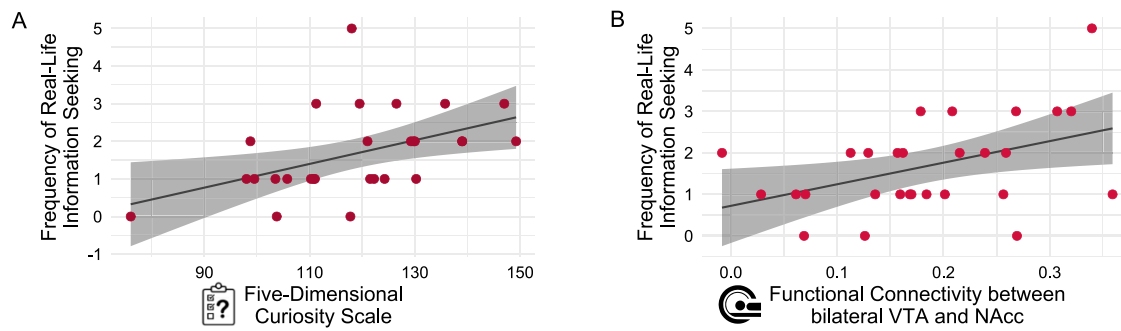 A
Frequency of Real-Life
Information Seeking
5
4
3
2
1
0
-1
90
110
130
150
?
Five-Dimensional
Curiosity Scale
B
Frequency of Real-Life
Information Seeking
5
4
3
2
1
0
0.0
0.1
0.2
0.3
Functional Connectivity between
bilateral VTA and NAcc